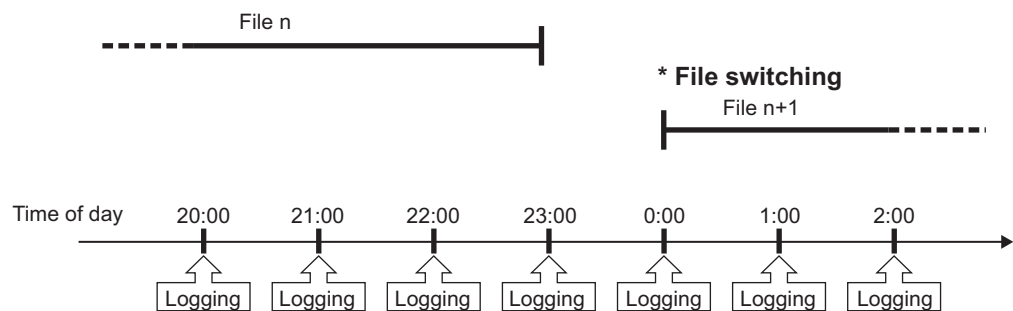 File n
* File switching
File n+1
Time of day 20:00 21:00 22:00 23:00 0:00 1:00 2:00
Logging Logging Logging Logging Logging Logging Logging